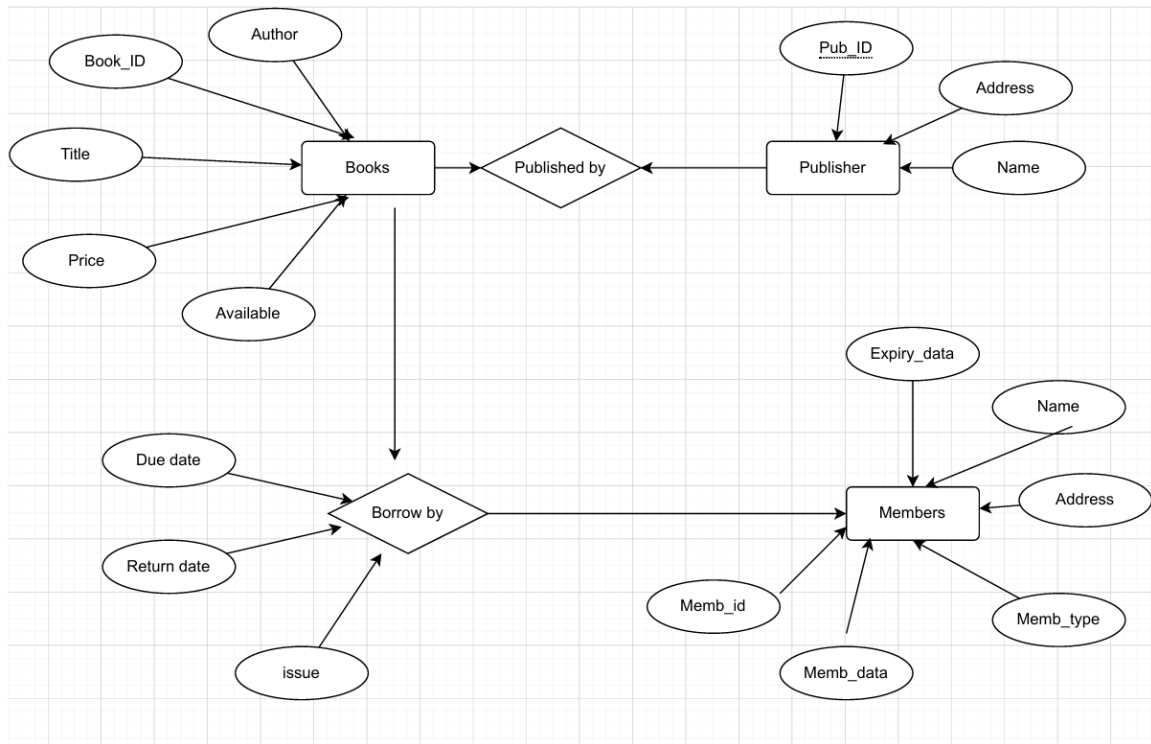 Author
Book_ID
Pub_ID
Address
Title
Books
Published by
Publisher
Name
Price
Available
Expiry_data
Name
Due date
Address
Borrow by
Members
Return date
Memb_id
Memb_type
issue
Memb_data